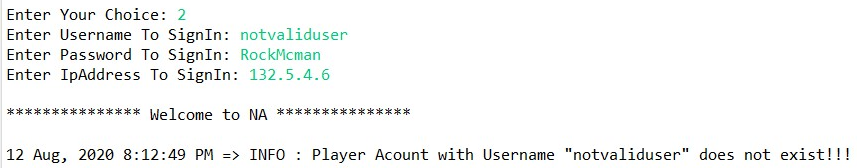 Enter Your Choice: 2
Enter Username To SignIn: notvaliduser
Enter Password To SignIn: RockMcman
Enter IpAddress To SignIn: 132.5.4.6
*************** Welcome to NA ***************
12 Aug, 2020 8:12:49 PM => INFO : Player Acount with Username "notvaliduser" does not exist!!!